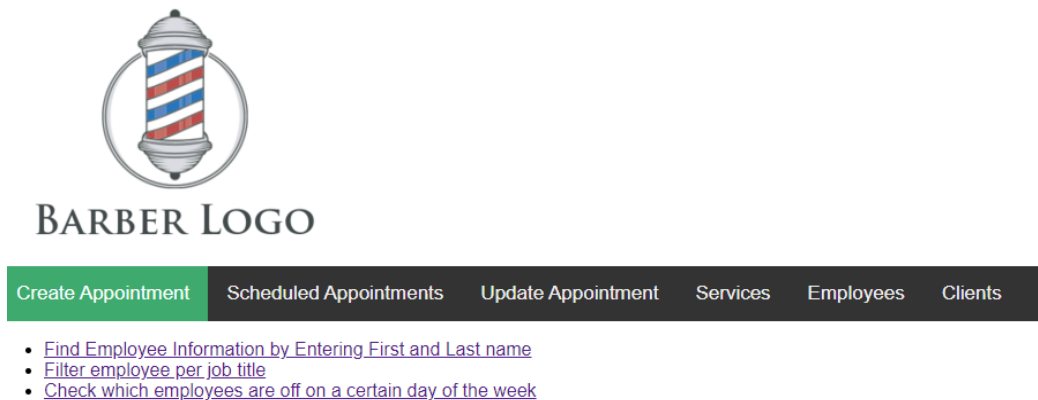 BARBER LOGO
Create Appointment Scheduled Appointments Update Appointment Services Employees Clients
Find Employee Information by Entering First and Last name
Filter employee per job title
Check which employees are off on a certain day of the week